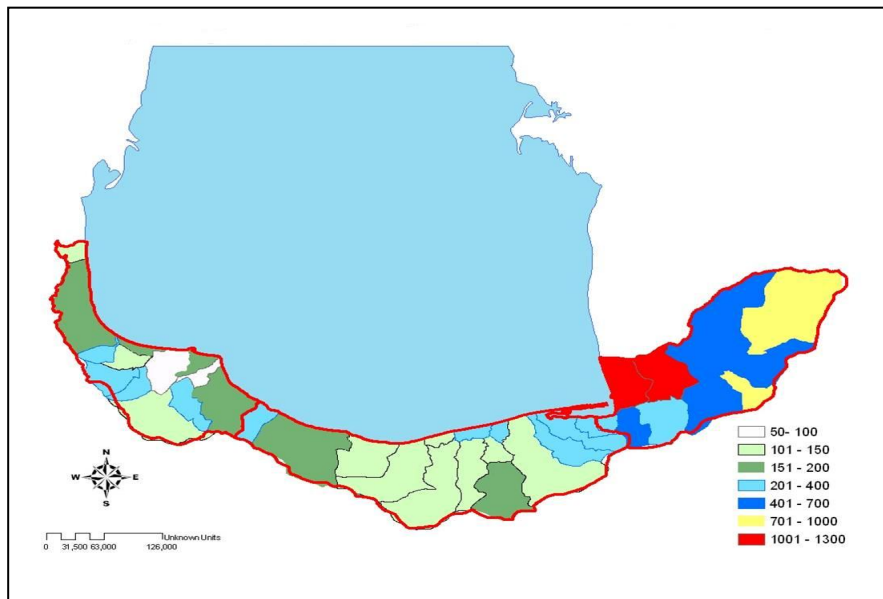 N
W E
S
0 31,500 63,000 126,000
Unknown Units
50- 100
101 - 150
151 - 200
201 - 400
401 - 700
701 - 1000
1001 - 1300